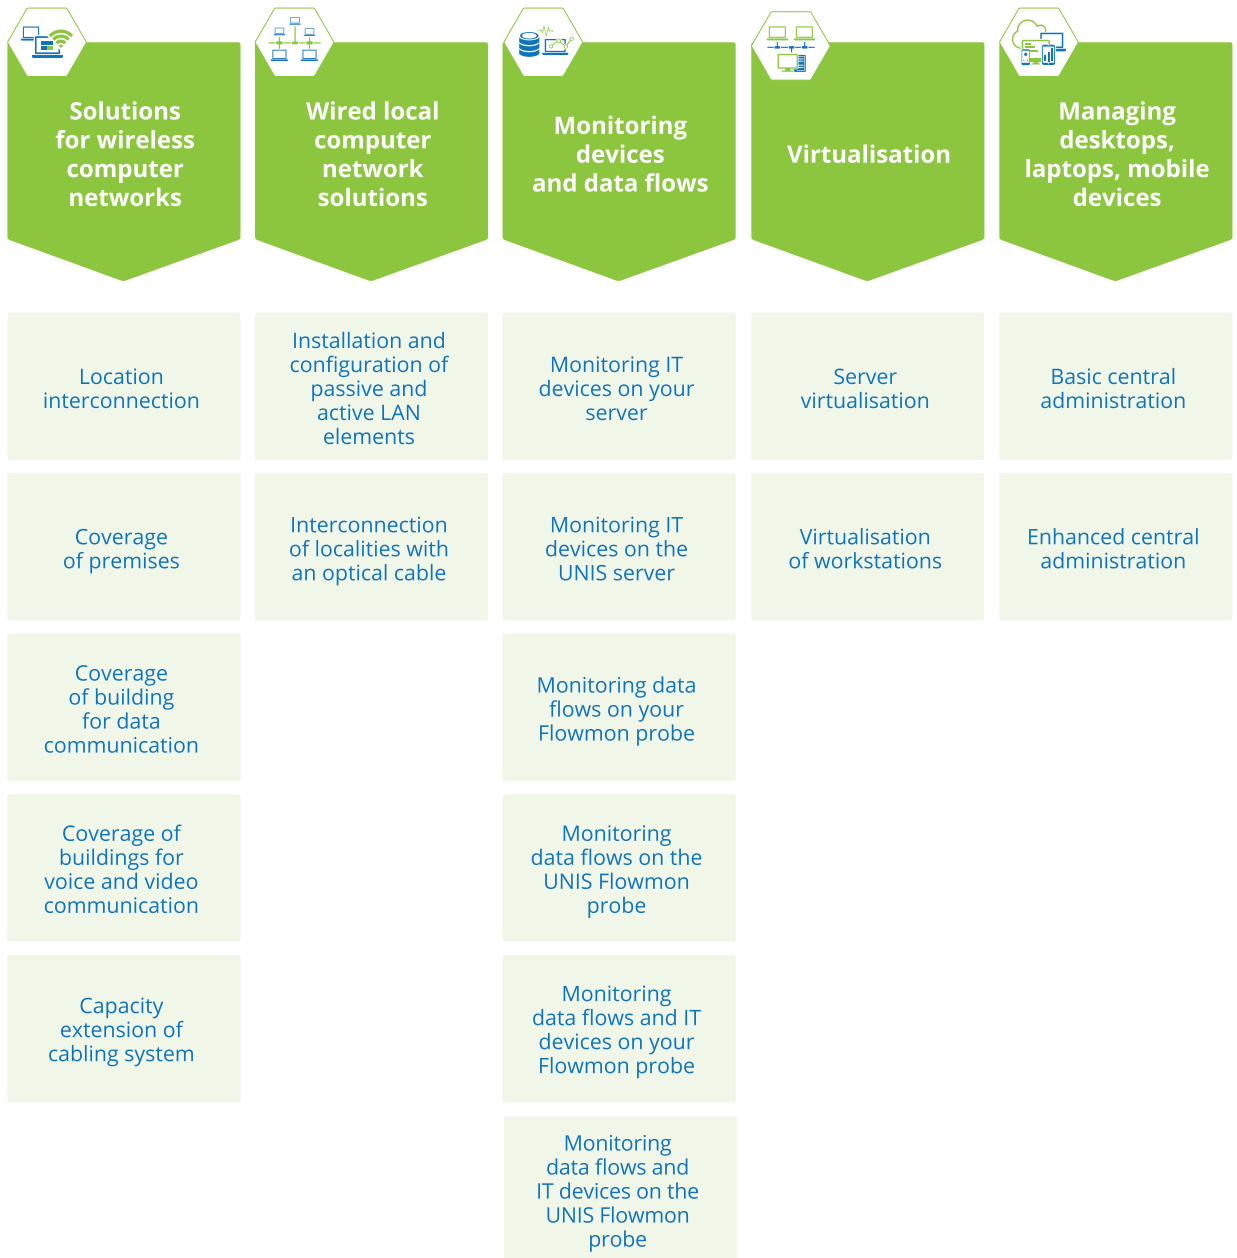 Solutions
for wireless
computer
networks
Wired local
computer
network
solutions
Monitoring
devices
and data flows
Virtualisation
Managing
desktops,
laptops, mobile
devices
Location
interconnection
Installation and
configuration of
passive and
active LAN
elements
Monitoring IT
devices on your
server
Server
virtualisation
Basic central
administration
Coverage
of premises
Interconnection
of localities with
an optical cable
Monitoring IT
devices on the
UNIS server
Virtualisation
of workstations
Enhanced central
administration
Coverage
of building
for data
communication
Monitoring data
flows on your
Flowmon probe
Coverage of
buildings for
voice and video
communication
Monitoring
data flows on the
UNIS Flowmon
probe
Capacity
extension of
cabling system
Monitoring
data flows and IT
devices on your
Flowmon probe
Monitoring
data flows and
IT devices on the
UNIS Flowmon
probe